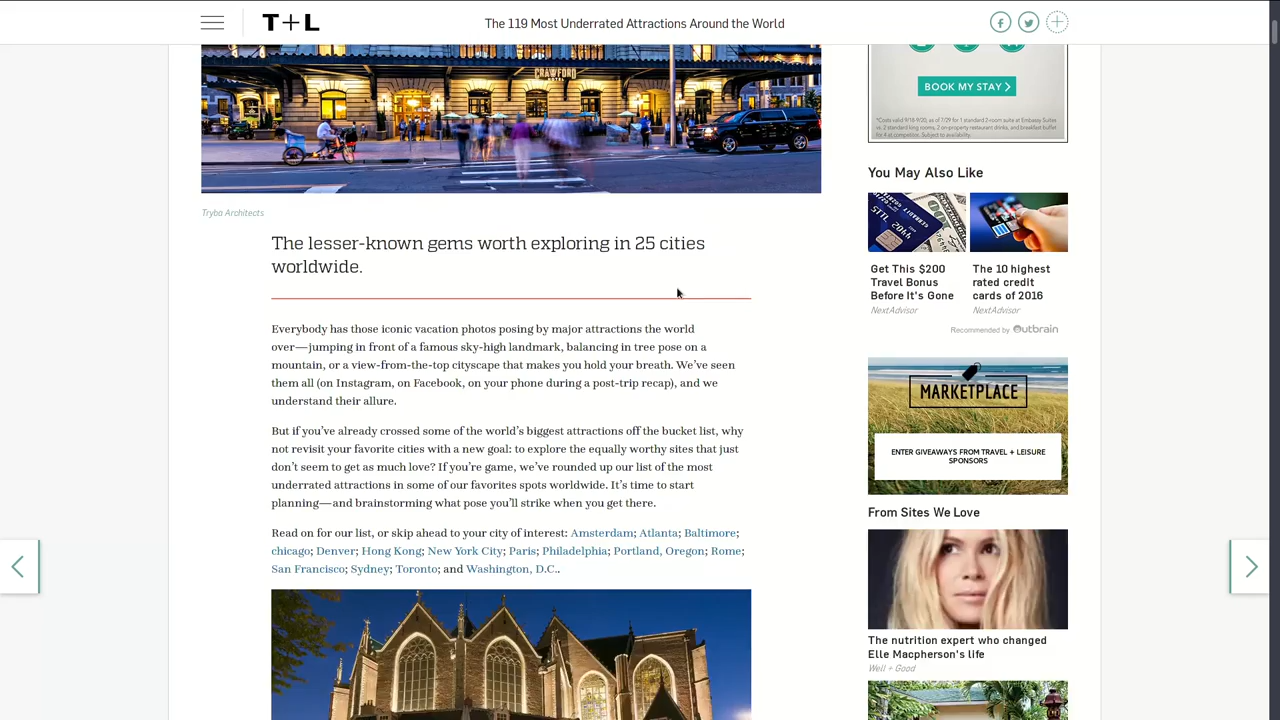 T+L
The 119 Most Underrated Attractions Around the World
CRAWFORD
HOTEL
BOOK MY STAY
*Costs valid 9/18-9/20, as of 7/29 for 1 standard 2-room suite at Embassy Suites
vs. 2 standard long rooms, 2 on-property restaurant drinks, and breakfast buffet
for 4 at competitor. Subject to availability.
Tryba Architects
You May Also Like
The lesser-known gems worth exploring in 25 cities
worldwide.
Get This $200
Travel Bonus
Before It's Gone
NextAdvisor
The 10 highest
rated credit
cards of 2016
NextAdvisor
Recommended by Outbrain
Everybody has those iconic vacation photos posing by major attractions the world
over—jumping in front of a famous sky-high landmark, balancing in tree pose on a
mountain, or a view-from-the-top cityscape that makes you hold your breath. We’ve seen
them all (on Instagram, on Facebook, on your phone during a post-trip recap), and we
understand their allure.
But if you’ve already crossed some of the world’s biggest attractions off the bucket list, why
not revisit your favorite cities with a new goal: to explore the equally worthy sites that just
don’t seem to get as much love? If you’re game, we’ve rounded up our list of the most
underrated attractions in some of our favorites spots worldwide. It’s time to start
planning—and brainstorming what pose you’ll strike when you get there.
Read on for our list, or skip ahead to your city of interest: Amsterdam; Atlanta; Baltimore;
chicago; Denver; Hong Kong; New York City; Paris; Philadelphia; Portland, Oregon; Rome;
San Francisco; Sydney; Toronto; and Washington, D.C..
MARKETPLACE
ENTER GIVEAWAYS FROM TRAVEL + LEISURE
SPONSORS
From Sites We Love
The nutrition expert who changed
Elle Macpherson's life
Well + Good